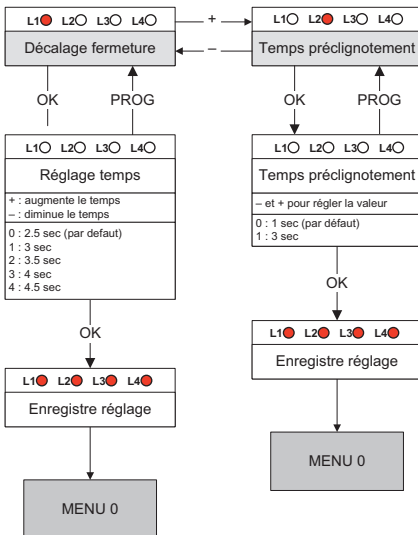 L1 L2 L3 L4
Décalage fermeture
+
–
L1 L2 L3 L4
Temps préclignotement
OK
PROG
OK
PROG
L1 L2 L3 L4
Réglage temps
+ : augmente le temps
– : diminue le temps
0 : 2.5 sec (par defaut)
1 : 3 sec
2 : 3.5 sec
3 : 4 sec
4 : 4.5 sec
L1 L2 L3 L4
Temps préclignotement
– et + pour régler la valeur
0 : 1 sec (par défaut)
1 : 3 sec
OK
OK
L1 L2 L3 L4
Enregistre réglage
L1 L2 L3 L4
Enregistre réglage
MENU 0
MENU 0